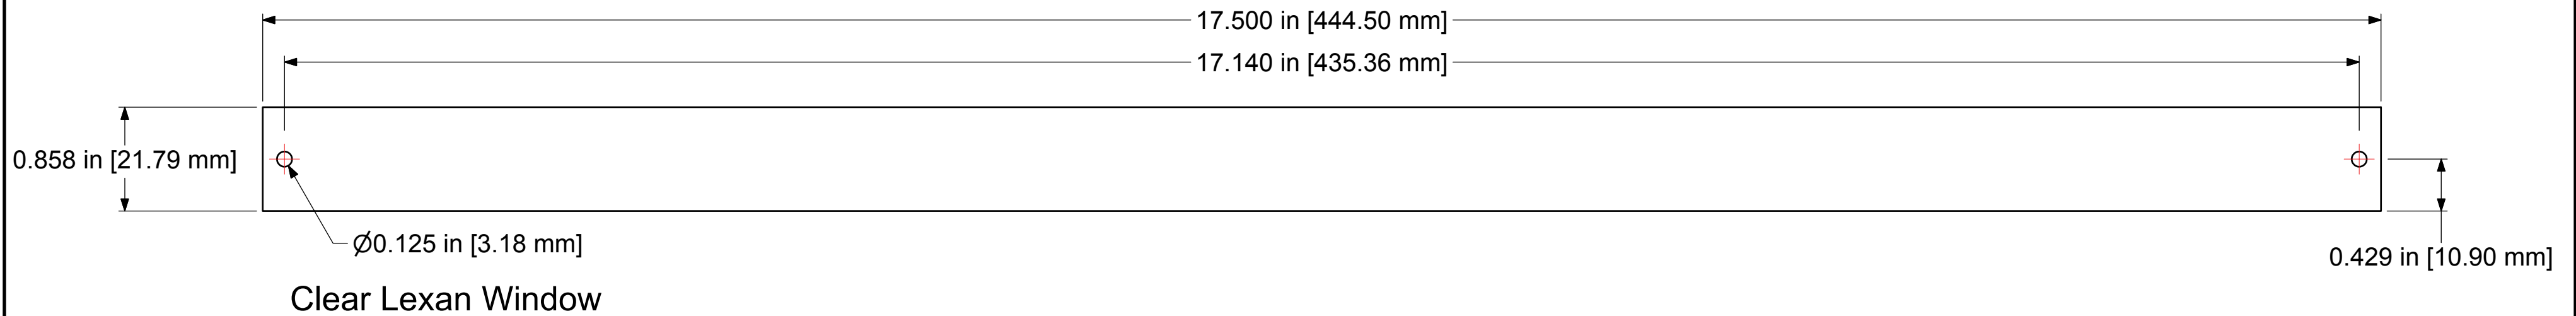 17.500 in [444.50 mm]
17.140 in [435.36 mm]
0.858 in [21.79 mm]
Ø0.125 in [3.18 mm]
0.429 in [10.90 mm]
Clear Lexan Window